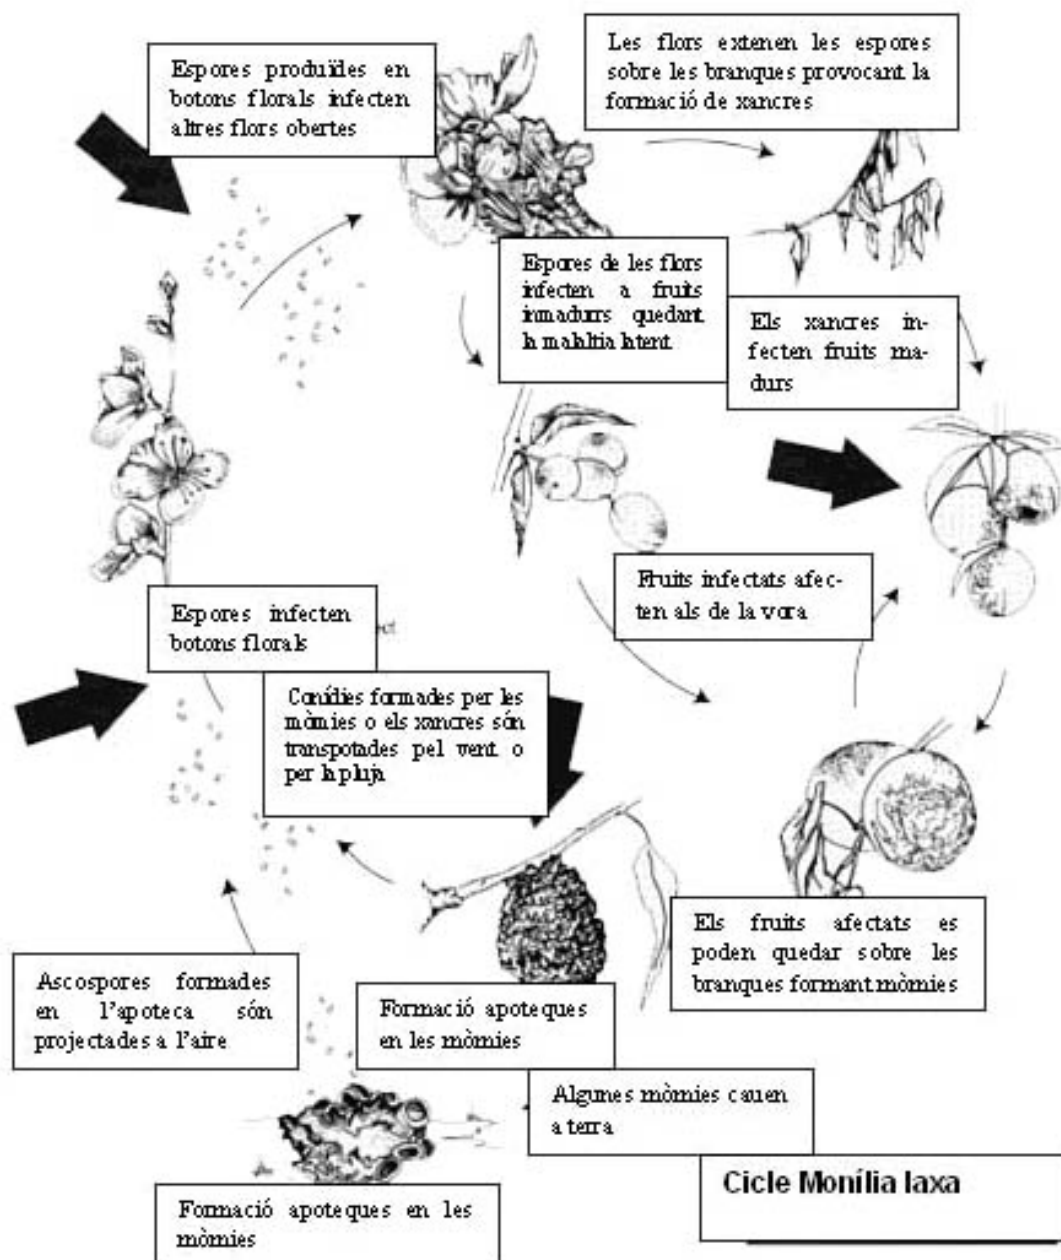 Espores produïdes en
botons florals infecten
altres flors obertes
Les flors extenen les espores
sobre les branques provocant la
formació de xancres
Espores de les flors
infecten a fruits
inmadurrs quedant
la malaltia latent
Els xancres in-
fecten fruits ma-
durs
Fruits infectats afec-
ten als de la vora
Espores infecten
botons florals
Conídies formades per les
mòmies o els xancres són
transpotades pel vent o
per la pluja
Els fruits afectats es
poden quedar sobre les
branques formant mòmies
Ascospores formades
en l'apoteca són
projectades a l'aire
Formació apoteques
en les mòmies
Algunes mòmies cauen
a terra
Cicle Monília laxa
Formació apoteques en les
mòmies